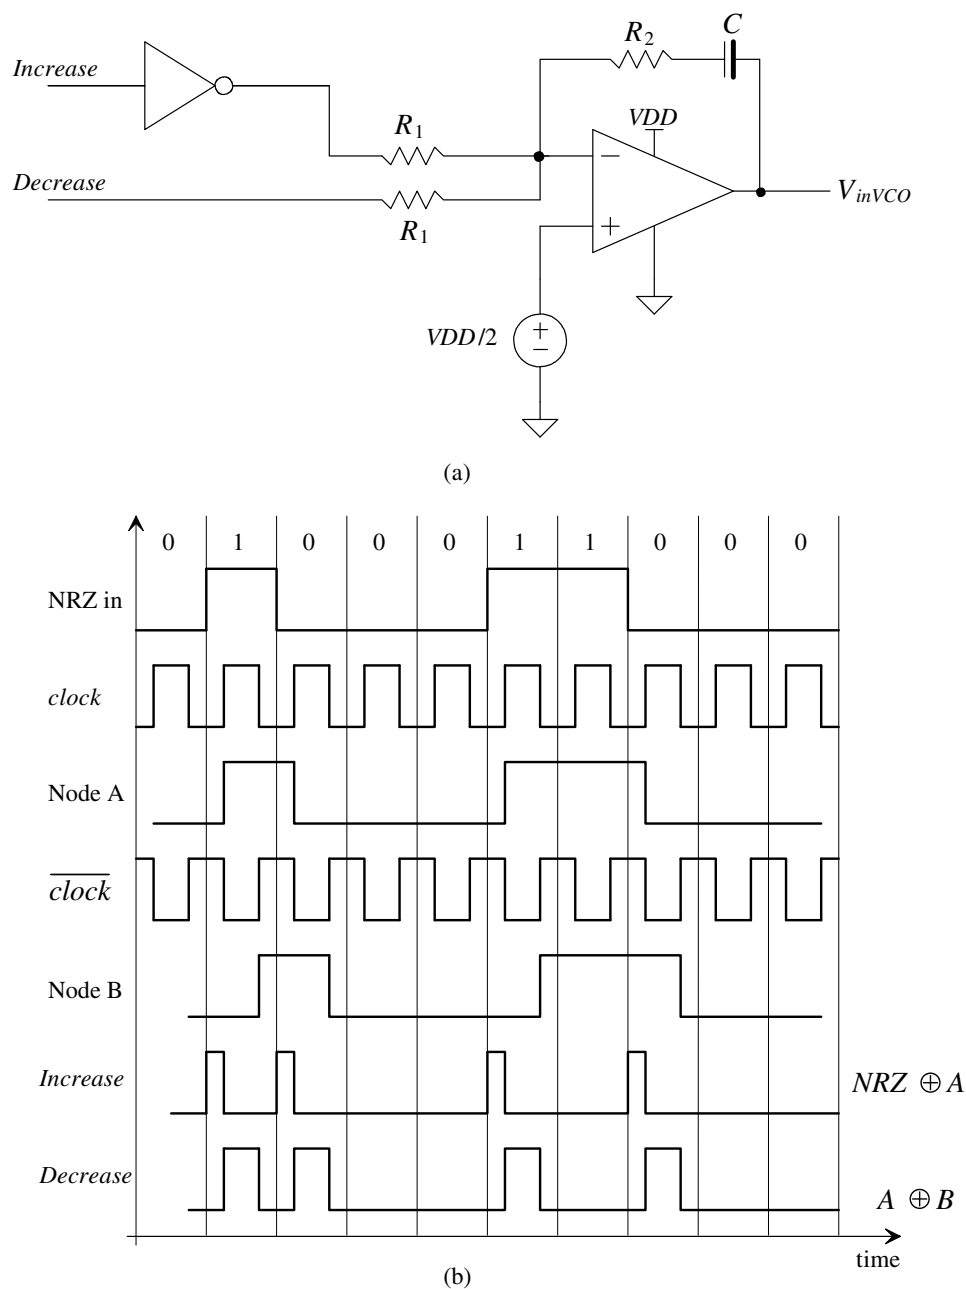 C
R2
Increase
VDD
R1
−
Decrease
VinVCO
R1
+
VDD/2
+
−
(a)
0 1 0 0 0 1 1 0 0 0
NRZ in
clock
Node A
clock
Node B
Increase
NRZ ⊕ A
Decrease
A ⊕ B
time
(b)